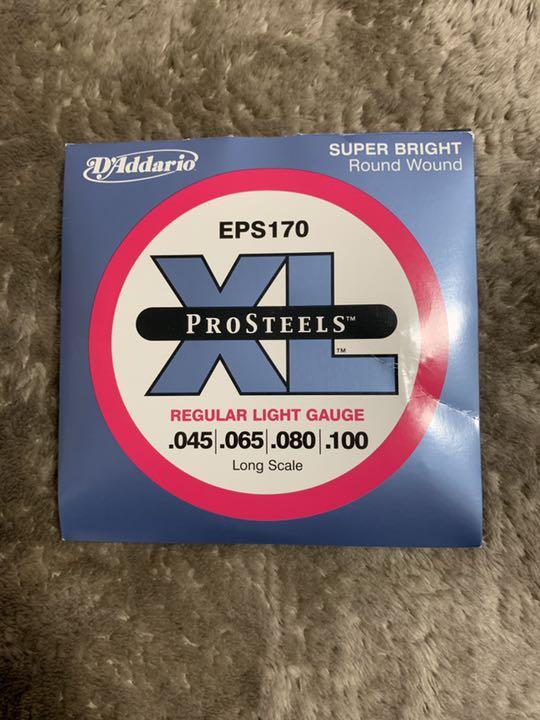 D'Addario
SUPER BRIGHT
Round Wound
EPS170
XL
PROSTEELS™
™
REGULAR LIGHT GAUGE
.045|.065|.080|.100
Long Scale